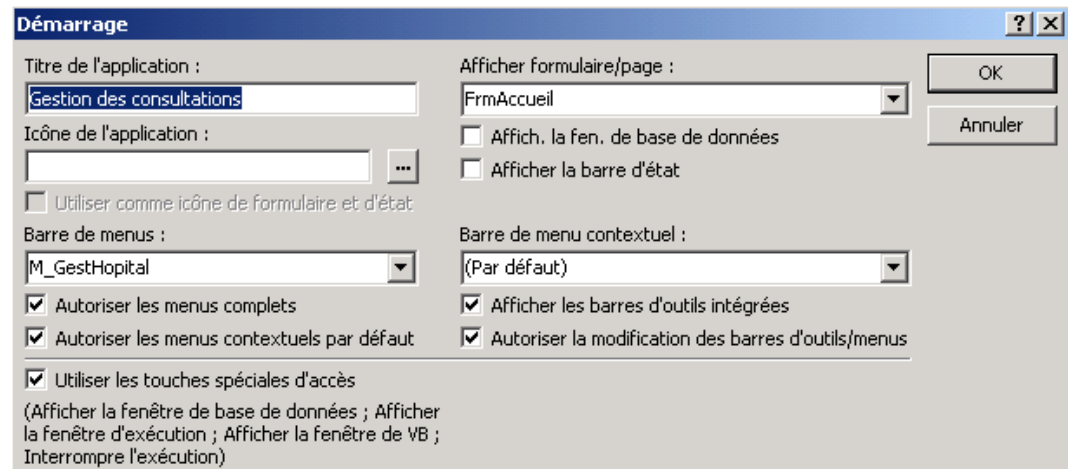 Démarrage
Titre de l'application :
Gestion des consultations
Icône de l'application :
...
Utiliser comme icône de formulaire et d'état
Barre de menus :
M_GestHopital
Autoriser les menus complets
Autoriser les menus contextuels par défaut
Afficher formulaire/page :
FrmAccueil
Affich. la fen. de base de données
Afficher la barre d'état
Barre de menu contextuel :
(Par défaut)
Afficher les barres d'outils intégrées
Autoriser la modification des barres d'outils/menus
OK
Annuler
Utiliser les touches spéciales d'accès
(Afficher la fenêtre de base de données ; Afficher
la fenêtre d'exécution ; Afficher la fenêtre de VB ;
Interrompre l'exécution)